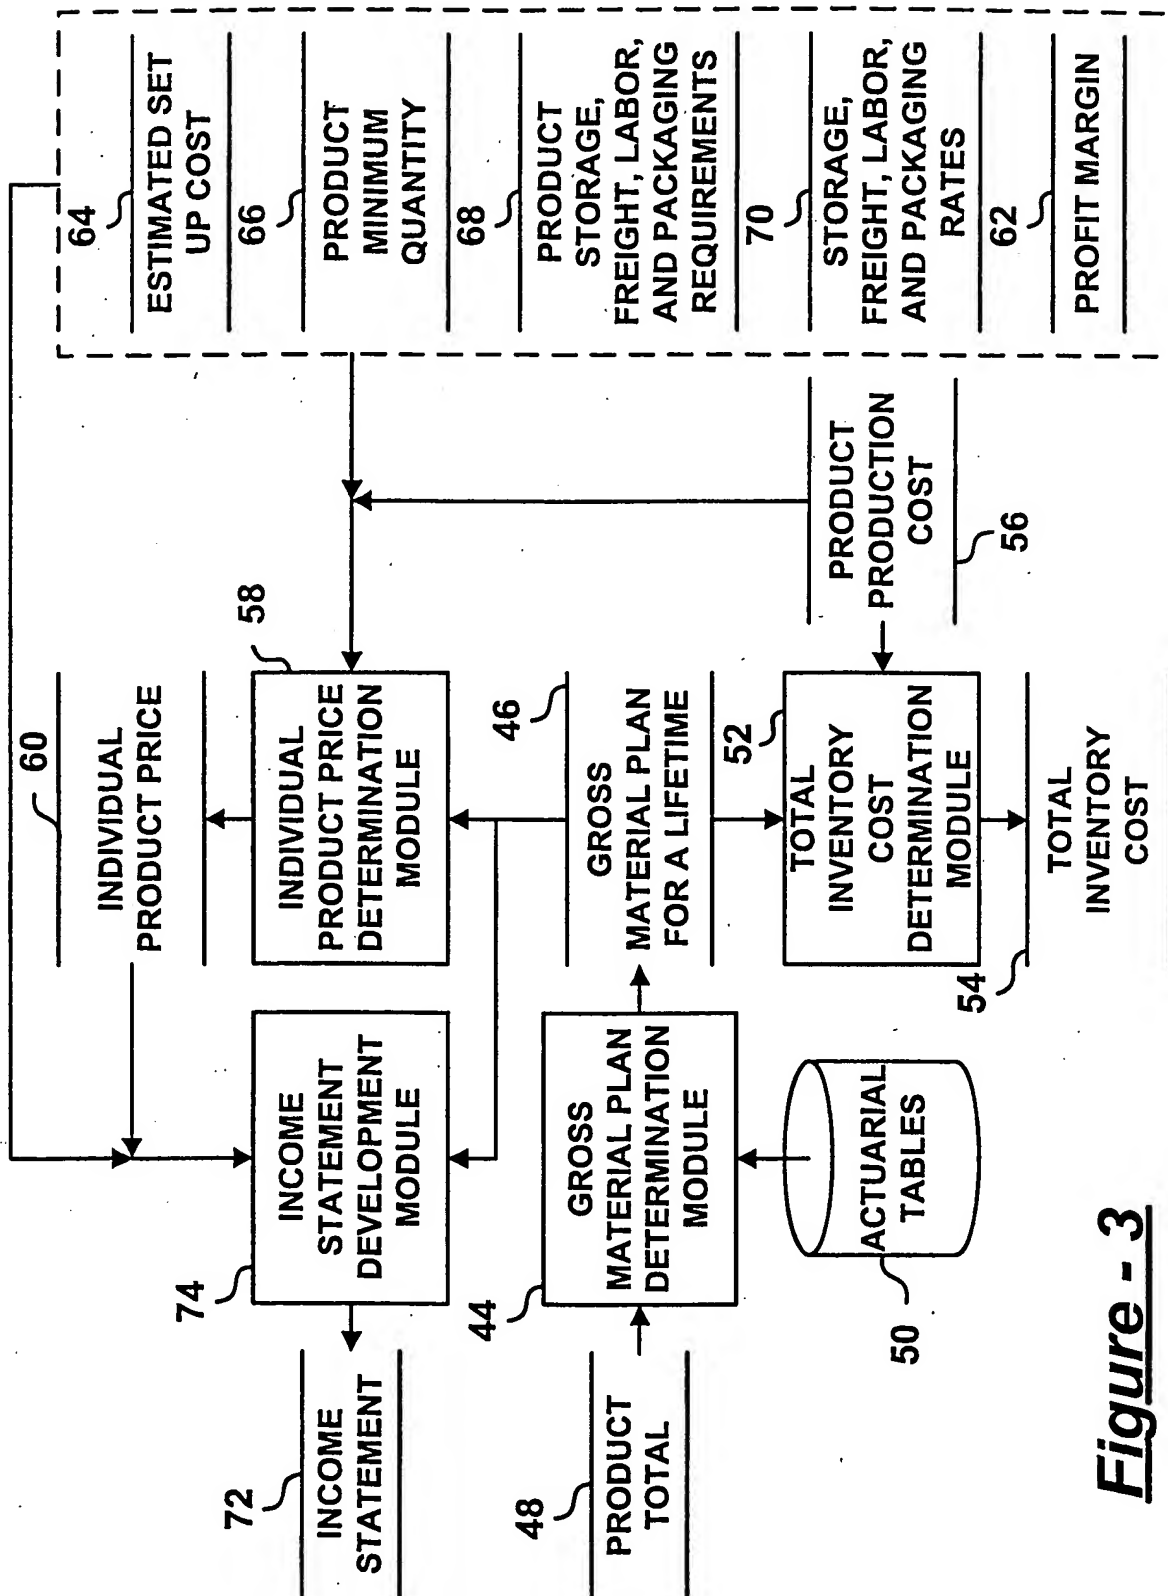 60
INDIVIDUAL
PRODUCT PRICE
64
ESTIMATED SET
UP COST
66
PRODUCT
MINIMUM
QUANTITY
68
PRODUCT
STORAGE,
FREIGHT, LABOR,
AND PACKAGING
REQUIREMENTS
70
STORAGE,
FREIGHT, LABOR,
AND PACKAGING
RATES
62
PROFIT MARGIN
72
INCOME
STATEMENT
74
INCOME
STATEMENT
DEVELOPMENT
MODULE
58
INDIVIDUAL
PRODUCT PRICE
DETERMINATION
MODULE
48
PRODUCT
TOTAL
44
GROSS
MATERIAL PLAN
DETERMINATION
MODULE
46
GROSS
MATERIAL PLAN
FOR A LIFETIME
50
ACTUARIAL
TABLES
52
TOTAL
INVENTORY
COST
DETERMINATION
MODULE
PRODUCT
PRODUCTION
COST
56
54
TOTAL
INVENTORY
COST
Figure - 3